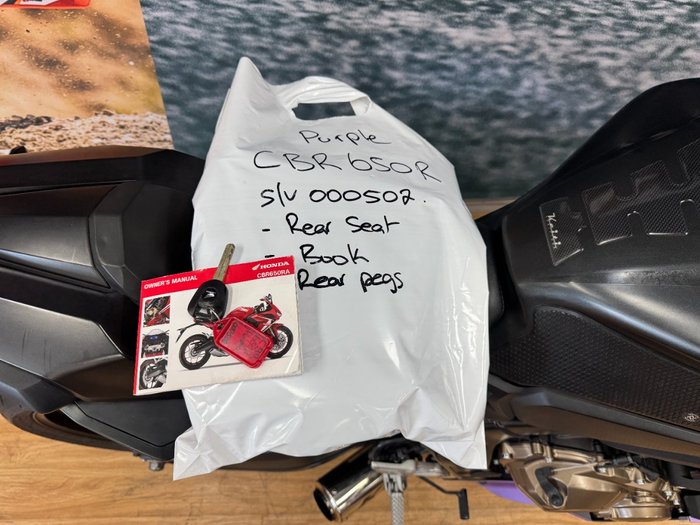 Purple
CBR650R
S/V 000502.
- Rear Seat
- Book
Rear pegs
OWNER'S MANUAL
HONDA
CBR650RA